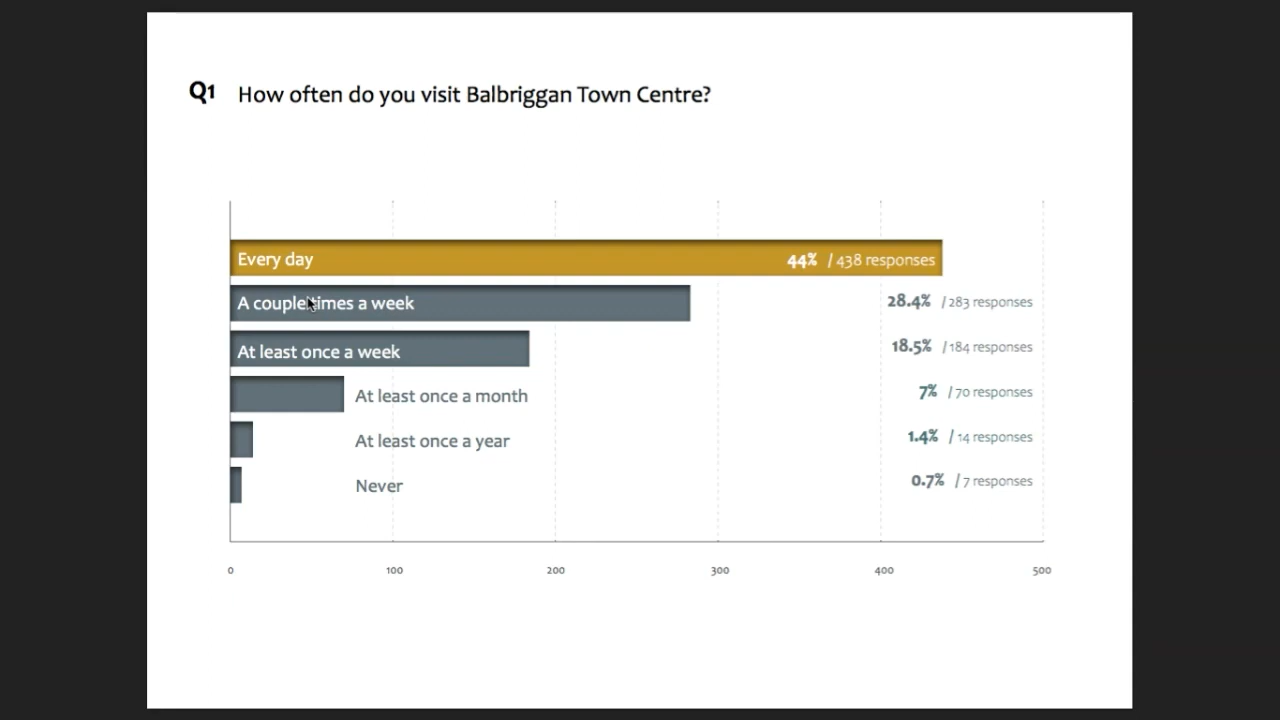 Q1 How often do you visit Balbriggan Town Centre?
Every day 44% / 438 responses
A couple times a week 28.4% / 283 responses
At least once a week 18.5% / 184 responses
At least once a month 7% / 70 responses
At least once a year 1.4% / 14 responses
Never 0.7% / 7 responses
0 100 200 300 400 500